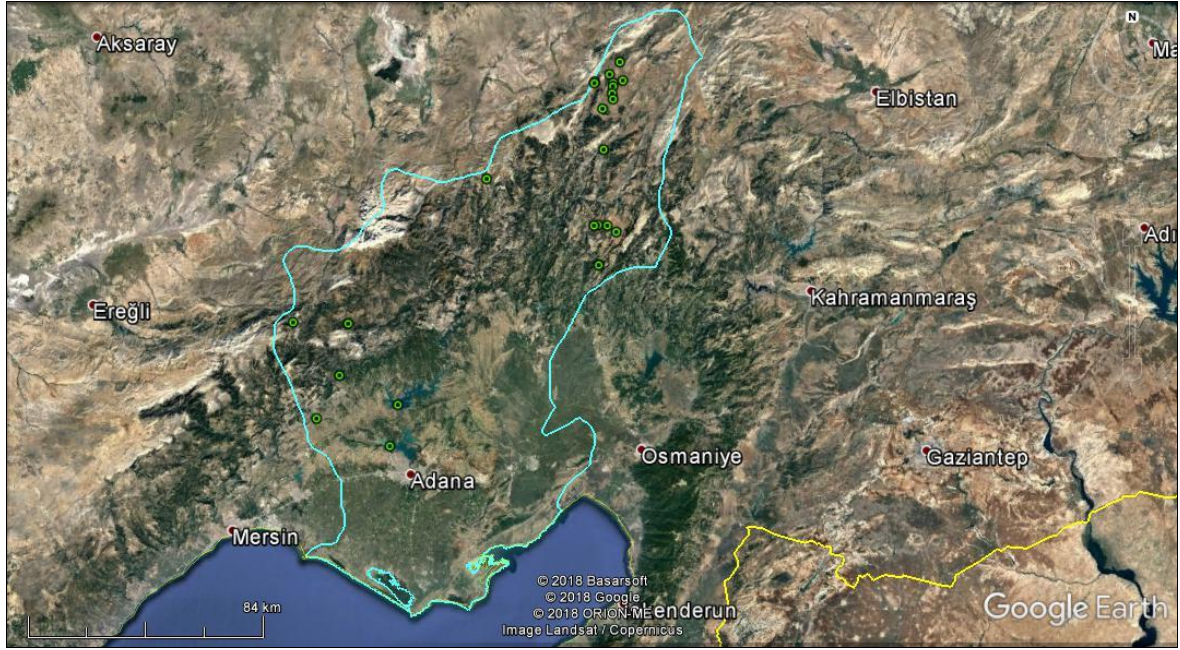 N
Aksaray
Ma
Elbistan
Adı
Ereğli
Kahramanmaraş
Osmaniye
Gaziantep
Adana
Mersin
84 km
© 2018 Basarsoft
© 2018 Google
© 2018 ORION-ME
Image Landsat / Copernicus
Google Earth